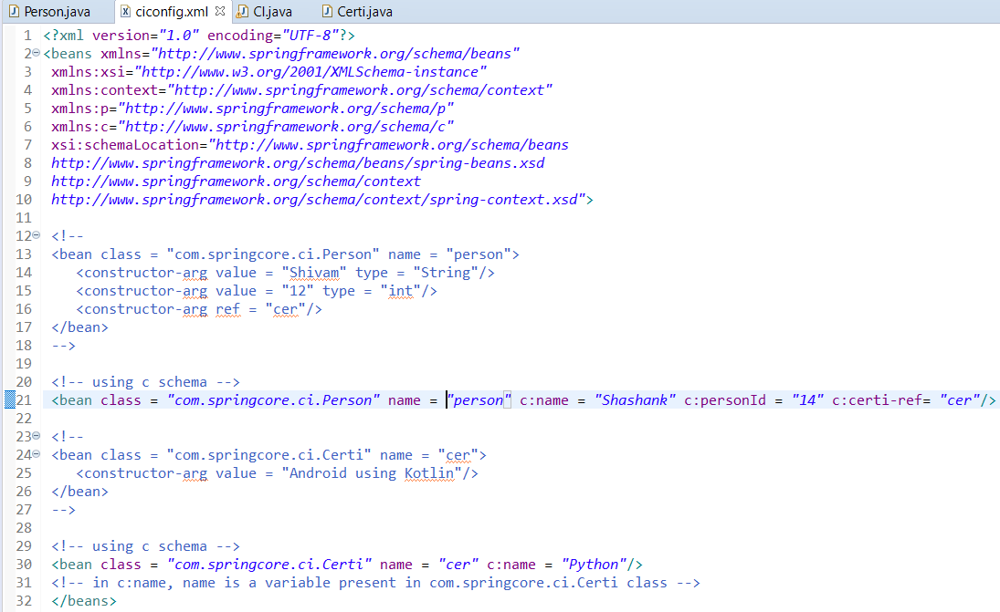 Person.java ciconfig.xml CI.java Certi.java
1 <?xml version="1.0" encoding="UTF-8"?>
2 <beans xmlns="http://www.springframework.org/schema/beans"
3 xmlns:xsi="http://www.w3.org/2001/XMLSchema-instance"
4 xmlns:context="http://www.springframework.org/schema/context"
5 xmlns:p="http://www.springframework.org/schema/p"
6 xmlns:c="http://www.springframework.org/schema/c"
7 xsi:schemaLocation="http://www.springframework.org/schema/beans
8 http://www.springframework.org/schema/beans/spring-beans.xsd
9 http://www.springframework.org/schema/context
10 http://www.springframework.org/schema/context/spring-context.xsd">
11
12 <!--
13 <bean class = "com.springcore.ci.Person" name = "person">
14 <constructor-arg value = "Shivam" type = "String"/>
15 <constructor-arg value = "12" type = "int"/>
16 <constructor-arg ref = "cer"/>
17 </bean>
18 -->
19
20 <!-- using c schema -->
21 <bean class = "com.springcore.ci.Person" name = "person" c:name = "Shashank" c:personId = "14" c:certi-ref= "cer"/>
22
23 <!--
24 <bean class = "com.springcore.ci.Certi" name = "cer">
25 <constructor-arg value = "Android using Kotlin"/>
26 </bean>
27 -->
28
29 <!-- using c schema -->
30 <bean class = "com.springcore.ci.Certi" name = "cer" c:name = "Python"/>
31 <!-- in c:name, name is a variable present in com.springcore.ci.Certi class -->
32 </beans>